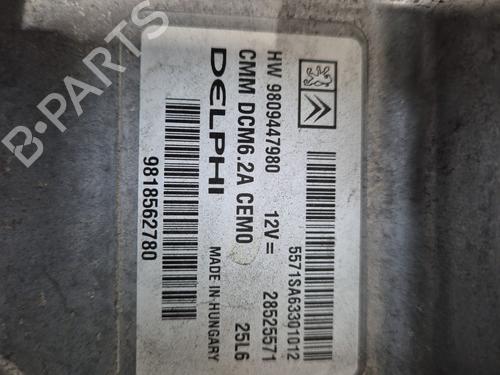 HW 9809447980 12V= 28525571
CMM DCM6.2A CEM0 25L6
DELPHI MADE IN HUNGARY
9818562780
5571SA63301012
B-PARTS